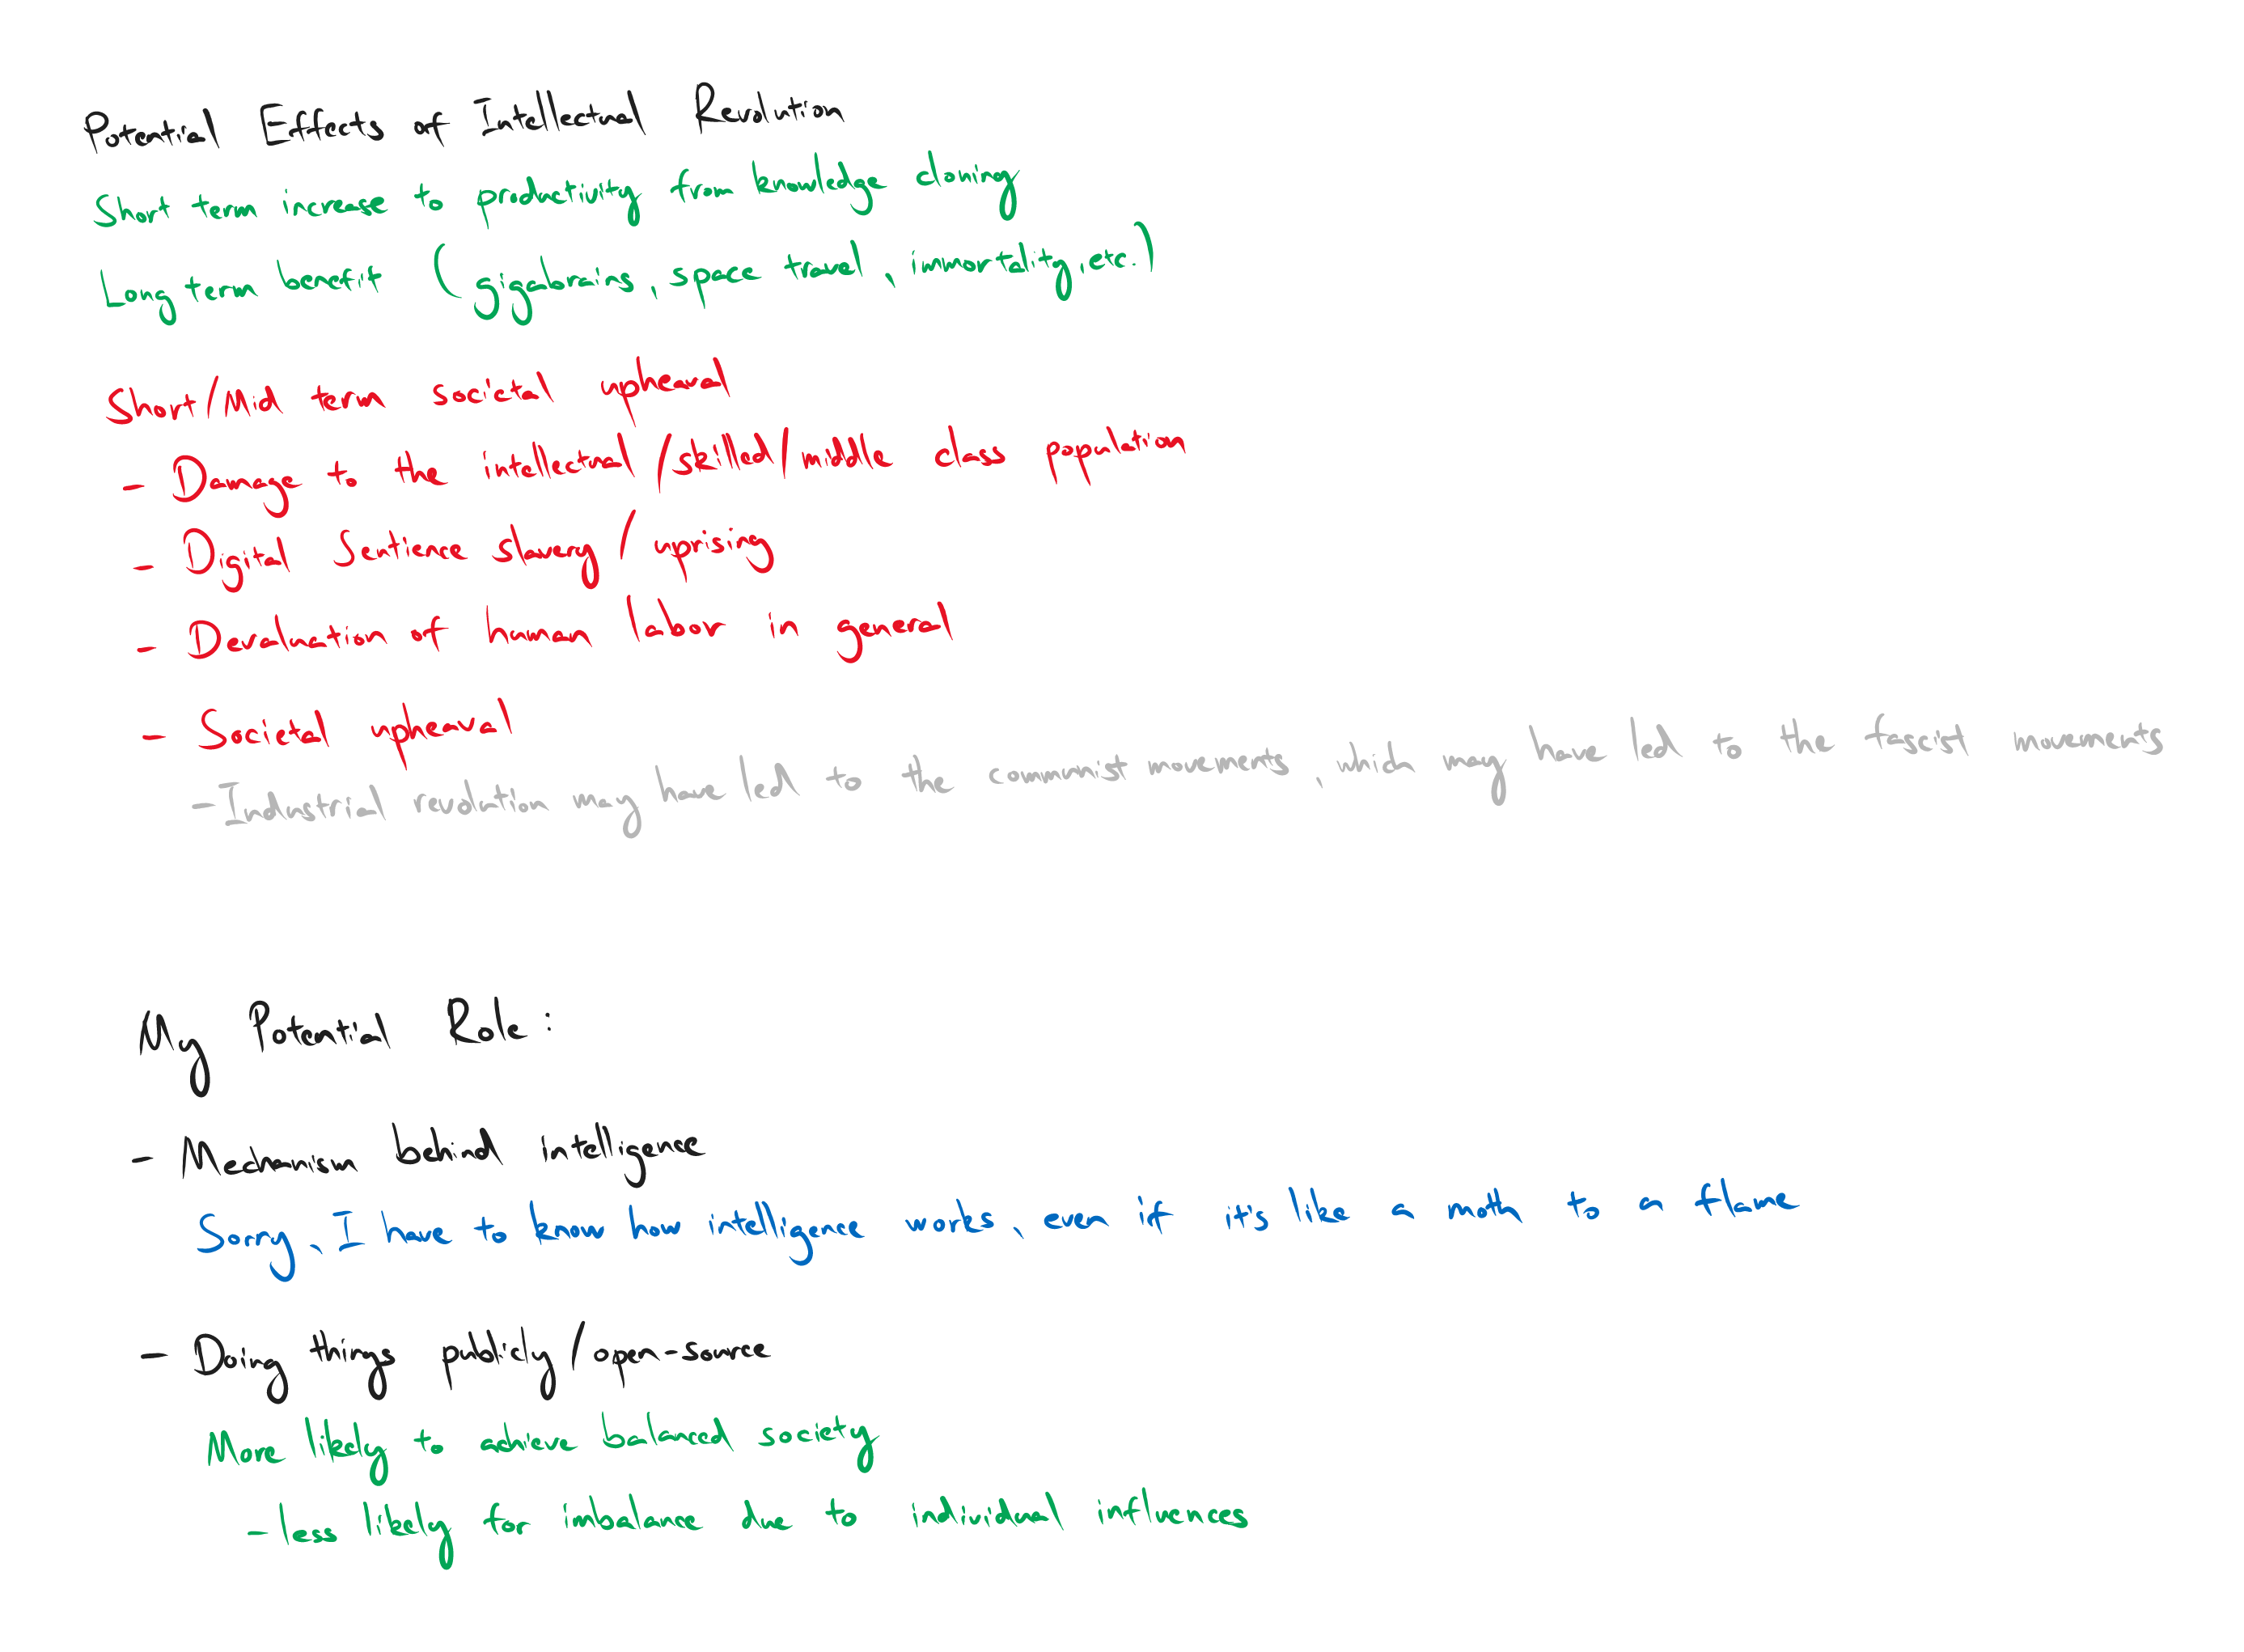 Potential Effects of Intellectual Revolution
Short term increase to productivity from knowledge cloning
Long term benefit (gigabrains, space travel, immortality, etc.)
Short/Mid term societal upheaval
- Damage to the intellectual/skilled/middle class population
- Digital Sentience slavery/uprising
- Devaluation of human labour in general
- Societal upheaval
- Industrial revolution may have led to the communist movements, which may have led to the fascist movements
My Potential Role:
- Mechanism behind intelligence
Sorry, I have to know how intelligence works, even if it's like a moth to a flame
- Doing things publicly/open-source
More likely to achieve balanced society
- less likely for imbalance due to individual influences